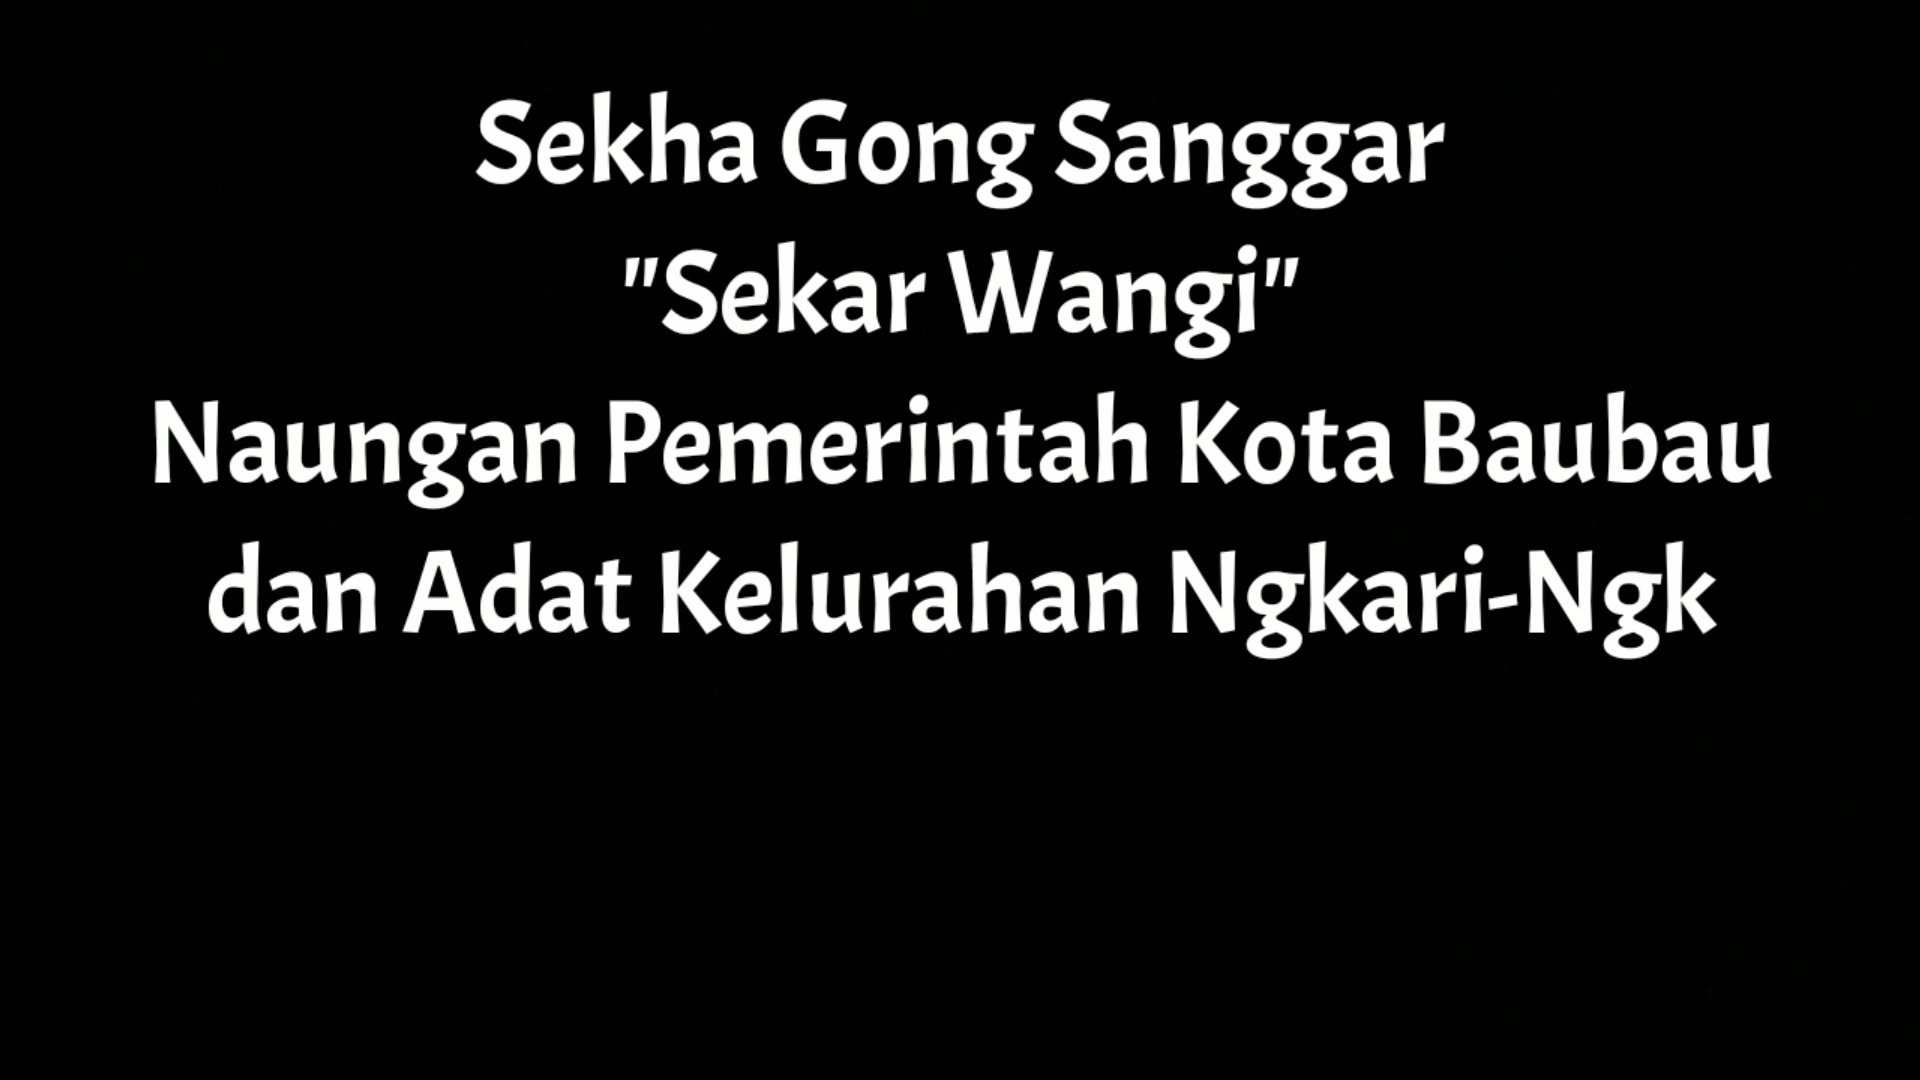 Sekha Gong Sanggar
"Sekar Wangi"
Naungan Pemerintah Kota Baubau
dan Adat Kelurahan Ngkari-Ngk